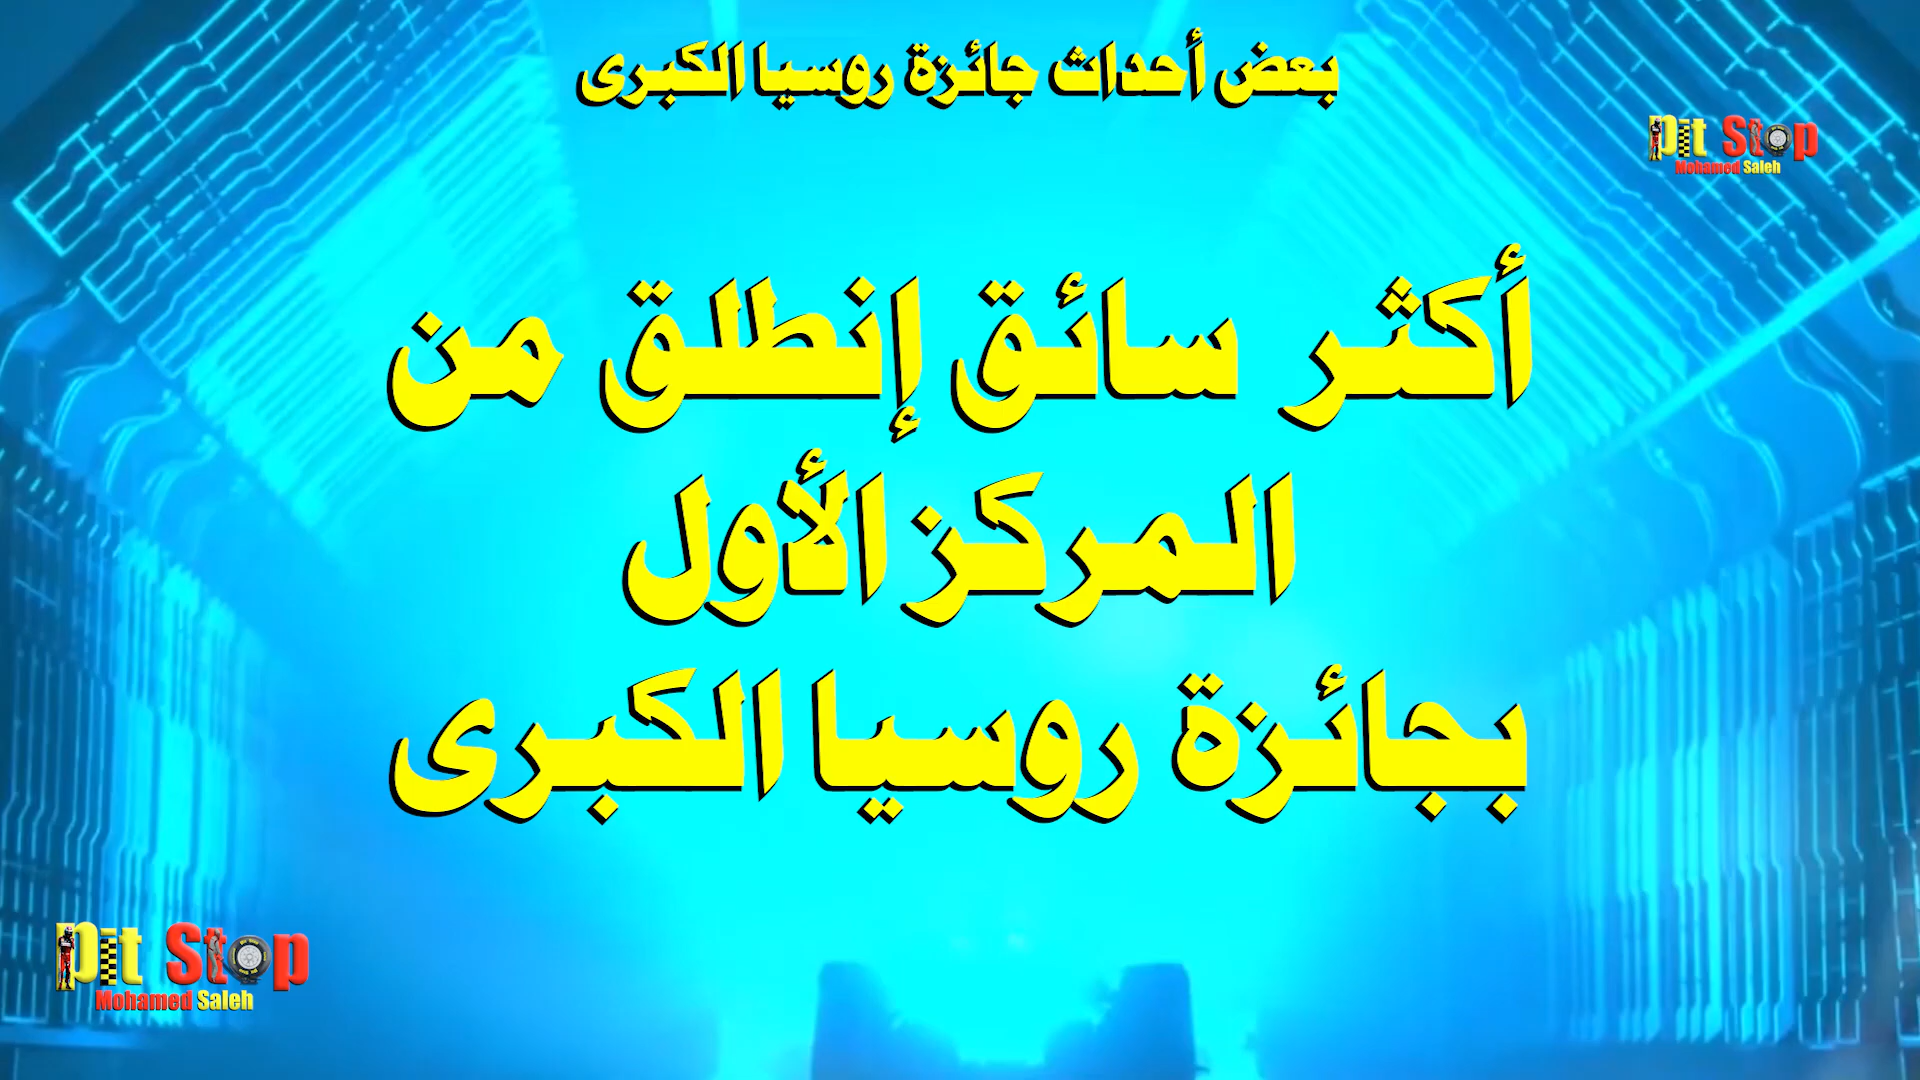 بعض أحداث جائزة روسيا الكبرى
Pit Stop
Mohamed Saleh
أكثر سائق إنطلق من
المركز الأول
بجائزة روسيا الكبرى
Pit Stop
Mohamed Saleh